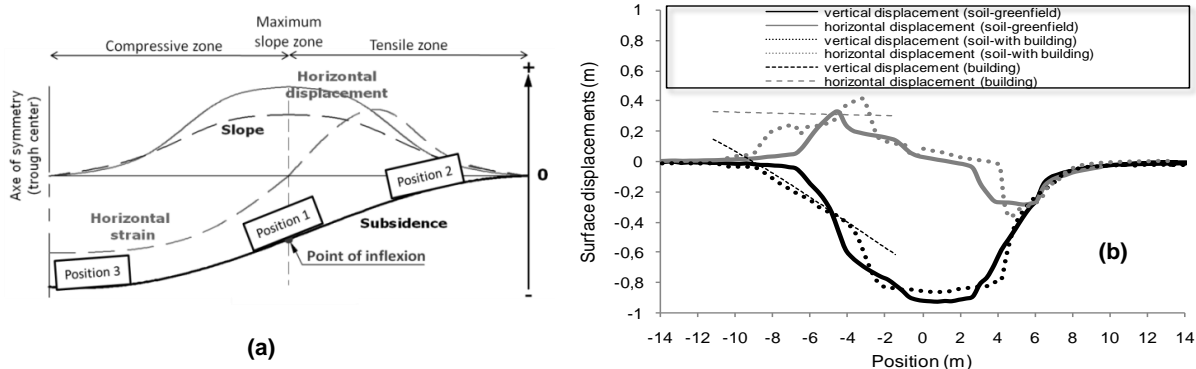 Maximum
slope zone
Compressive zone
Tensile zone
+
Horizontal
displacement
Slope
Axe of symmetry
(trough center)
0
Position 2
Position 1
Horizontal
strain
Subsidence
Position 3
Point of inflexion
-
(a)
vertical displacement (soil-greenfield)
horizontal displacement (soil-greenfield)
vertical displacement (soil-with building)
horizontal displacement (soil-with building)
vertical displacement (building)
horizontal displacement (building)
Surface displacements (m)
1
0,8
0,6
0,4
0,2
0
-0,2
-0,4
-0,6
-0,8
-1
(b)
-14 -12 -10 -8 -6 -4 -2 0 2 4 6 8 10 12 14
Position (m)